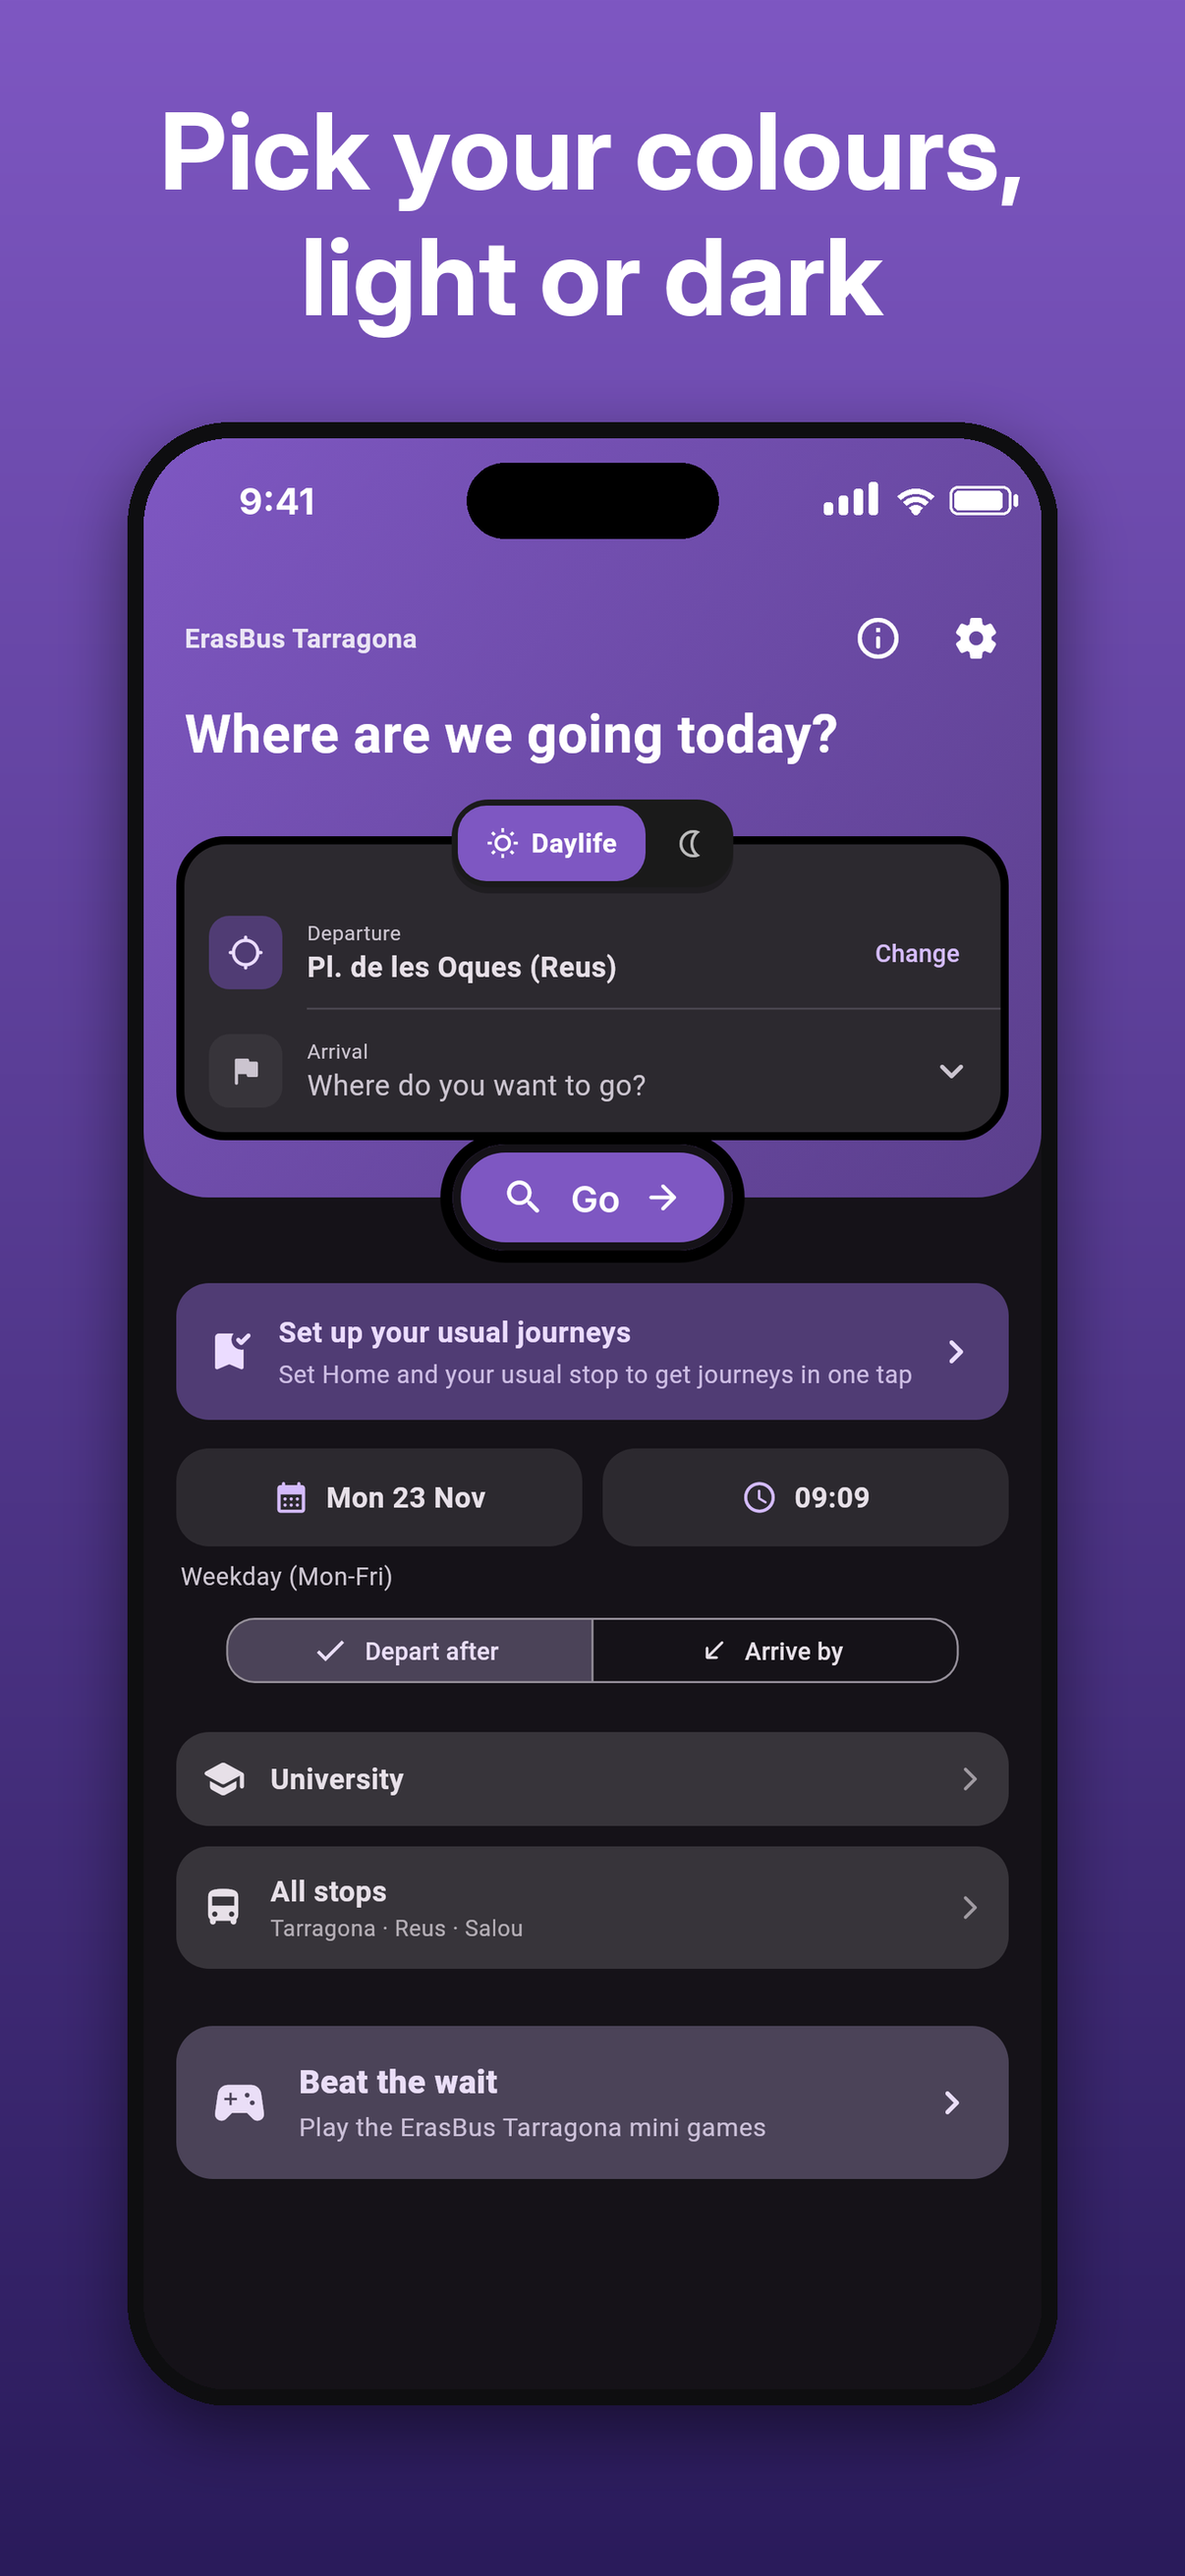 Pick your colours,
light or dark
9:41
ErasBus Tarragona
Where are we going today?
Daylife
Departure
Pl. de les Oques (Reus)
Change
Arrival
Where do you want to go?
Go
Set up your usual journeys
Set Home and your usual stop to get journeys in one tap
Mon 23 Nov
09:09
Weekday (Mon-Fri)
Depart after
Arrive by
University
All stops
Tarragona · Reus · Salou
Beat the wait
Play the ErasBus Tarragona mini games